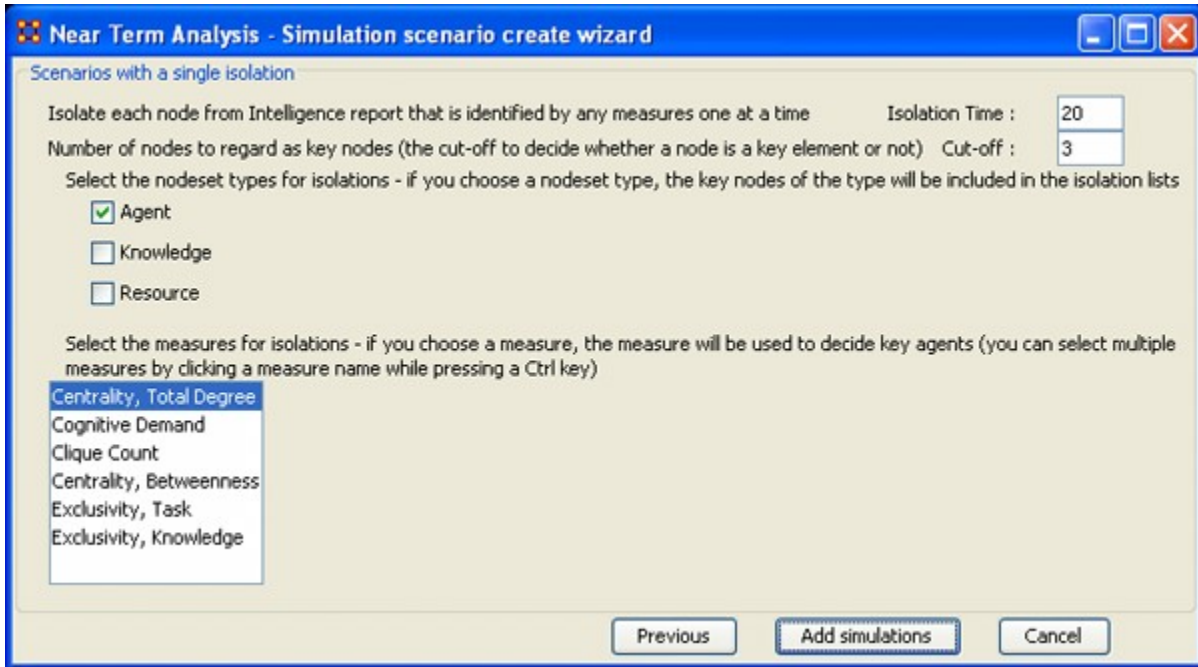 Near Term Analysis - Simulation scenario create wizard
Scenarios with a single isolation
Isolate each node from Intelligence report that is identified by any measures one at a time Isolation Time : 20
Number of nodes to regard as key nodes (the cut-off to decide whether a node is a key element or not) Cut-off : 3
Select the nodeset types for isolations - if you choose a nodeset type, the key nodes of the type will be included in the isolation lists
Agent
Knowledge
Resource
Select the measures for isolations - if you choose a measure, the measure will be used to decide key agents (you can select multiple
measures by clicking a measure name while pressing a Ctrl key)
Centrality, Total Degree
Cognitive Demand
Clique Count
Centrality, Betweenness
Exclusivity, Task
Exclusivity, Knowledge
Previous Add simulations Cancel